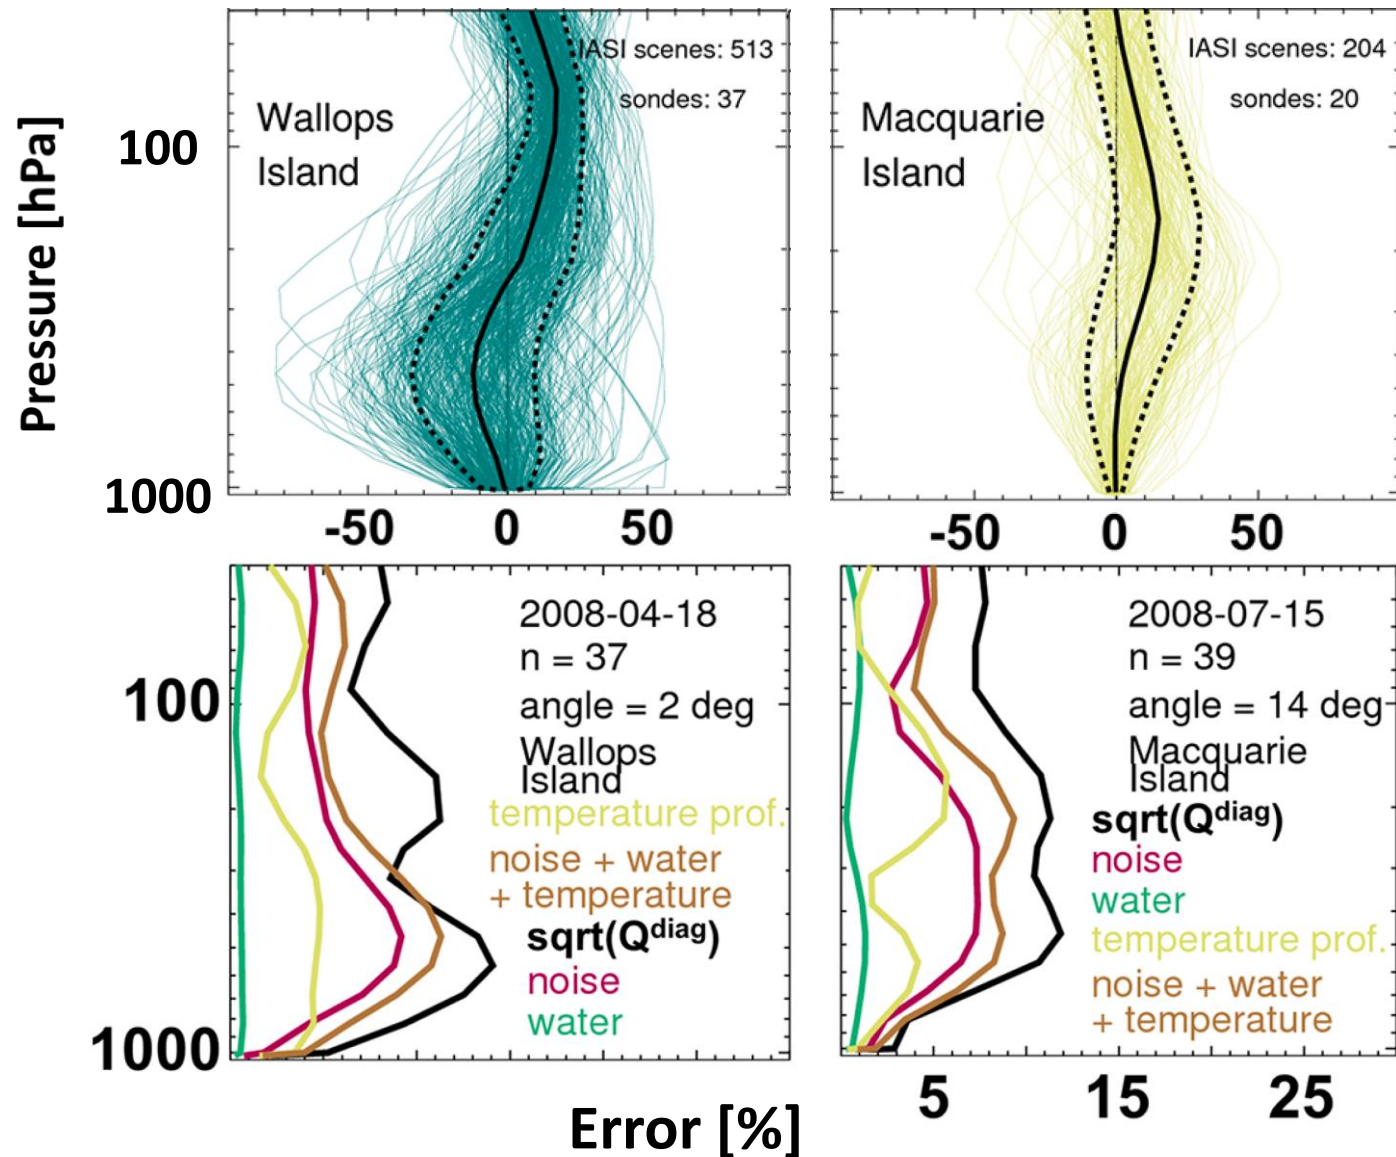 Pressure [hPa]
100
1000
Wallops
Island
IASI scenes: 513
sondes: 37
-50 0 50
Macquarie
Island
IASI scenes: 204
sondes: 20
-50 0 50
100
1000
2008-04-18
n = 37
angle = 2 deg
Wallops
Island
temperature prof.
noise + water
+ temperature
sqrt(Qdiag)
noise
water
2008-07-15
n = 39
angle = 14 deg
Macquarie
Island
sqrt(Qdiag)
noise
water
temperature prof.
noise + water
+ temperature
5 15 25
Error [%]